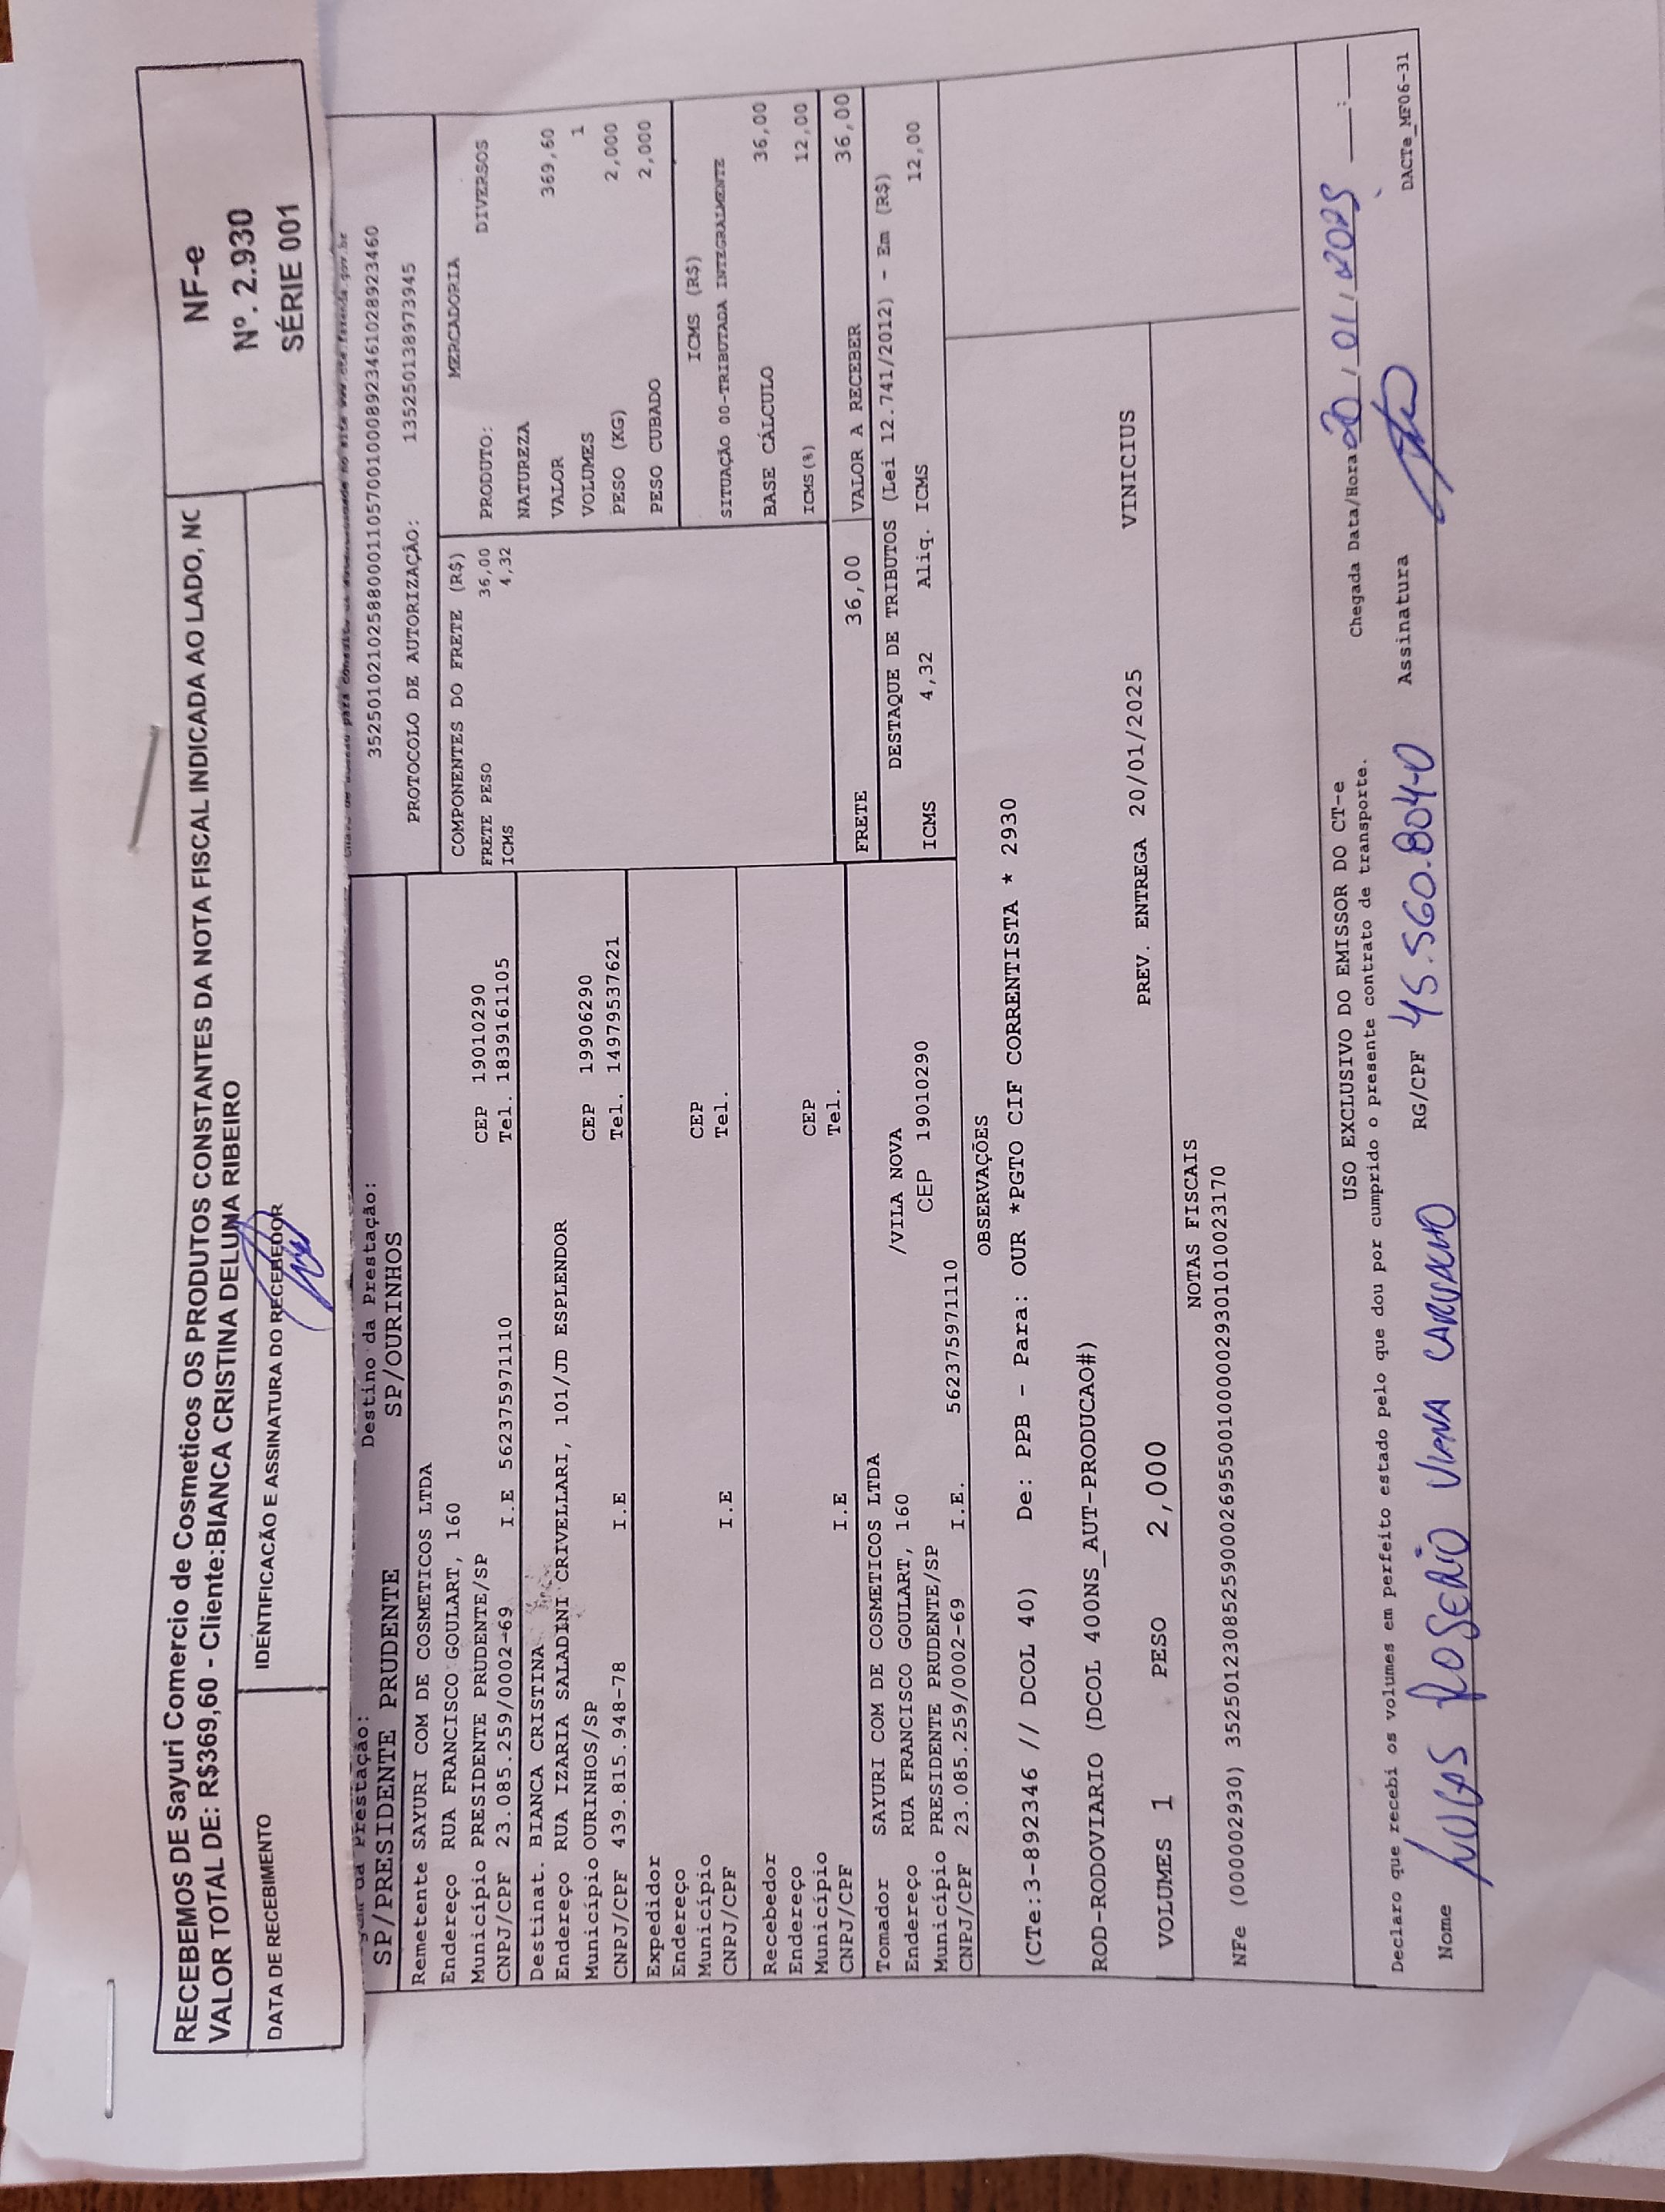 RECEBEMOS DE Sayuri Comercio de Cosmeticos OS PRODUTOS CONSTANTES DA NOTA FISCAL INDICADA AO LADO, NO
VALOR TOTAL DE: R$369,60 - Cliente:BIANCA CRISTINA DELUNA RIBEIRO
DATA DE RECEBIMENTO
IDENTIFICAÇÃO E ASSINATURA DO RECEBEDOR
NF-e
Nº. 2.930
SÉRIE 001
da Prestação:
SP/PRESIDENTE PRUDENTE
Destino da Prestação:
SP/OURINHOS
35250102102588000110570010008923461028923460
PROTOCOLO DE AUTORIZAÇÃO: 135250138973945
Remetente SAYURI COM DE COSMETICOS LTDA
Endereço RUA FRANCISCO GOULART, 160
Município PRESIDENTE PRUDENTE/SP CEP 19010290
CNPJ/CPF 23.085.259/0002-69 I.E 562375971110 Tel. 1839161105
Destinat. BIANCA CRISTINA
Endereço RUA IZARIA SALADINI CRIVELLARI, 101/JD ESPLENDOR
Município OURINHOS/SP CEP 19906290
CNPJ/CPF 439.815.948-78 I.E Tel. 14979537621
Expedidor
Endereço
Município CEP
CNPJ/CPF I.E Tel.
Recebedor
Endereço
Município CEP
CNPJ/CPF I.E Tel.
Tomador SAYURI COM DE COSMETICOS LTDA
Endereço RUA FRANCISCO GOULART, 160 /VILA NOVA
Município PRESIDENTE PRUDENTE/SP CEP 19010290
CNPJ/CPF 23.085.259/0002-69 I.E. 562375971110
COMPONENTES DO FRETE (R$)
FRETE PESO 36,00
ICMS 4,32
MERCADORIA
PRODUTO: DIVERSOS
NATUREZA
VALOR 369,60
VOLUMES 1
PESO (KG) 2,000
PESO CUBADO 2,000
ICMS (R$)
SITUAÇÃO 00-TRIBUTADA INTEGRALMENTE
BASE CÁLCULO 36,00
ICMS(%) 12,00
FRETE 36,00 VALOR A RECEBER 36,00
DESTAQUE DE TRIBUTOS (Lei 12.741/2012) - Em (R$)
ICMS 4,32 Aliq. ICMS 12,00
OBSERVAÇÕES
(CTe:3-892346 // DCOL 40) De: PPB - Para: OUR *PGTO CIF CORRENTISTA * 2930
ROD-RODOVIARIO (DCOL 400NS_AUT-PRODUCAO#)
VOLUMES 1 PESO 2,000 PREV. ENTREGA 20/01/2025 VINICIUS
NOTAS FISCAIS
NFe (000002930) 35250123085259000269550010000029301010023170
USO EXCLUSIVO DO EMISSOR DO CT-e
Declaro que recebi os volumes em perfeito estado pelo que dou por cumprido o presente contrato de transporte.
Chegada Data/Hora 20/01/2025 :
Nome Lucas Roserio Viana Carvalho RG/CPF 45.560.804-0 Assinatura
DACTe_MF06-31